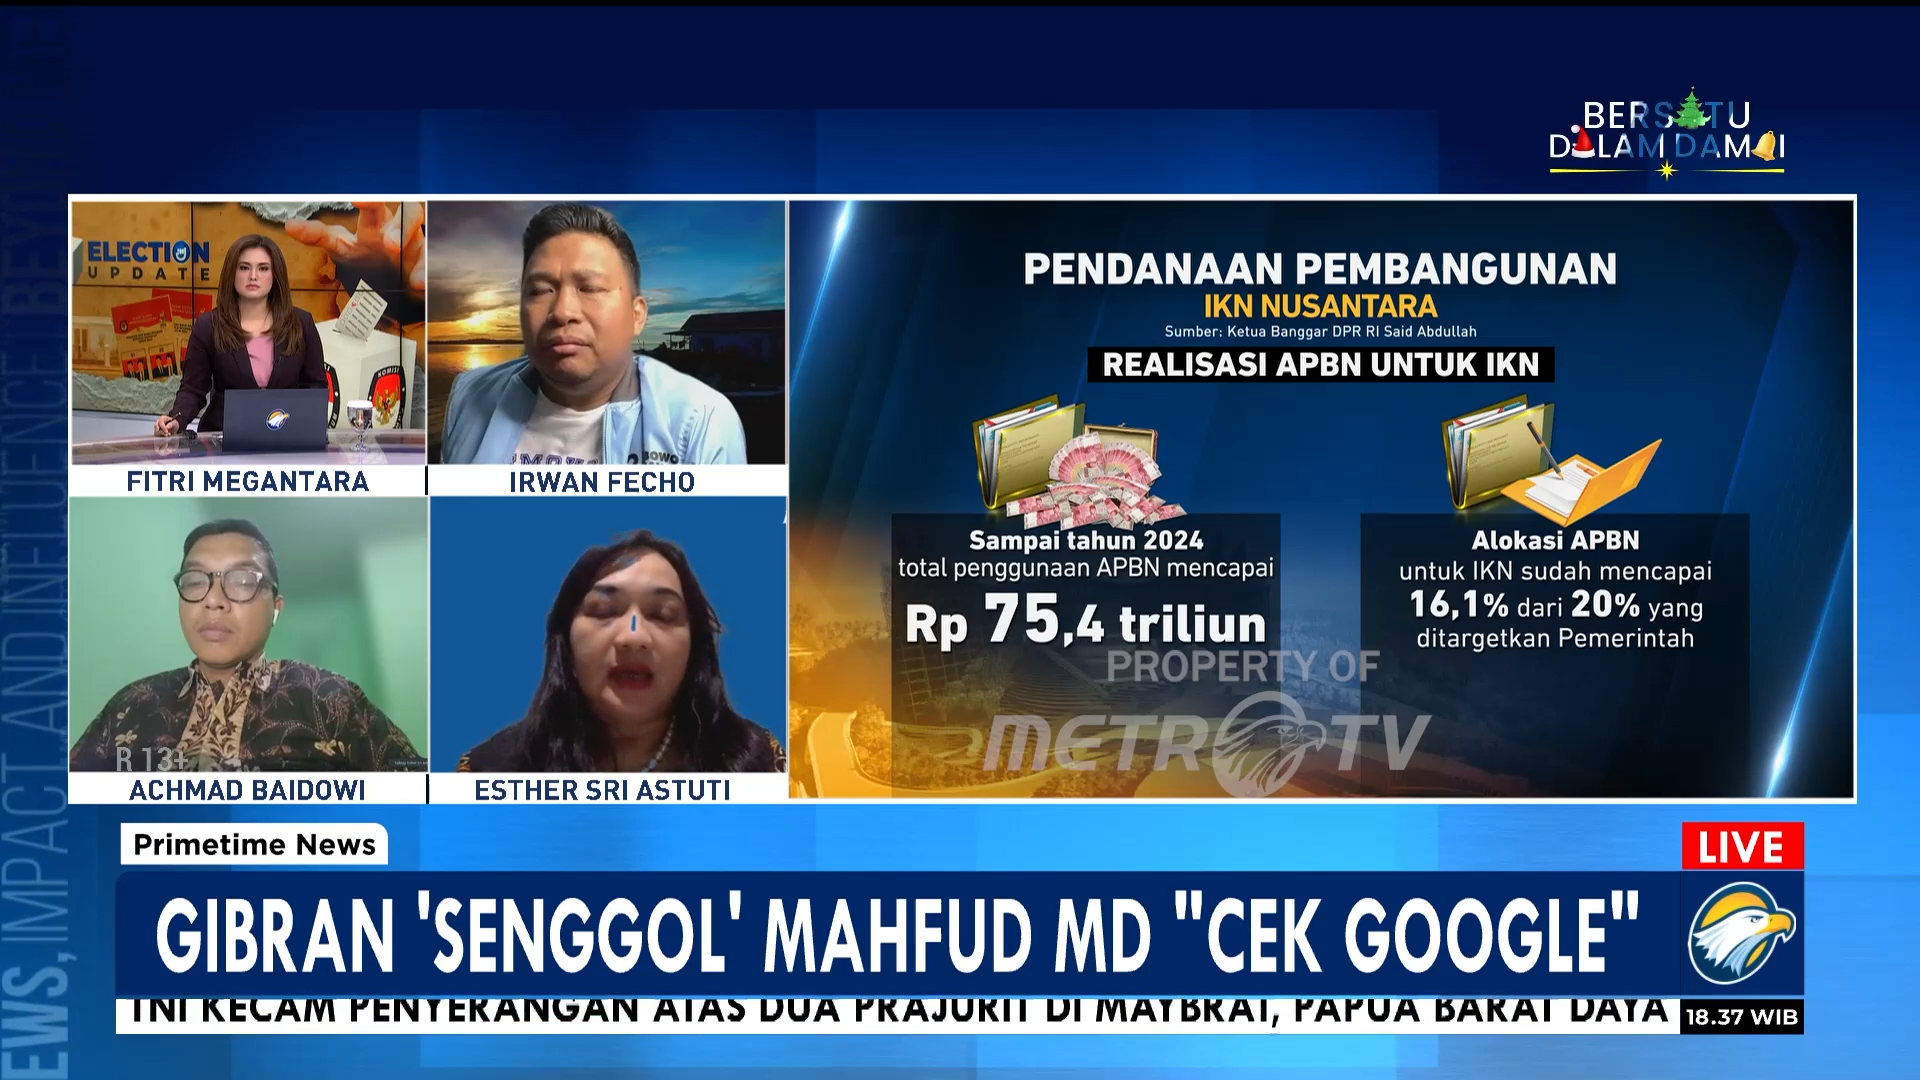 BERSATU
DALAM DAMAI
ELECTION
UPDATE
KOMISI
PENDANAAN PEMBANGUNAN
IKN NUSANTARA
Sumber: Ketua Banggar DPR RI Said Abdullah
REALISASI APBN UNTUK IKN
Sampai tahun 2024
total penggunaan APBN mencapai
Rp 75,4 triliun
Alokasi APBN
untuk IKN sudah mencapai
16,1% dari 20% yang
ditargetkan Pemerintah
PROPERTY OF
METRO TV
FITRI MEGANTARA
IRWAN FECHO
R 13+
ACHMAD BAIDOWI
ESTHER SRI ASTUTI
Primetime News
LIVE
GIBRAN 'SENGGOL' MAHFUD MD "CEK GOOGLE"
TNI KECAM PENYERANGAN ATAS DUA PRAJURIT DI MAYBRAT, PAPUA BARAT DAYA
18.37 WIB
EWS, IMPACT AND INFLUENCE BEYO